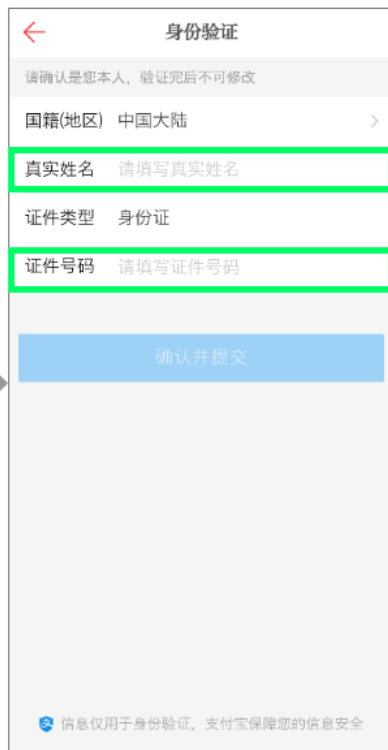 身份验证
请确认是您本人，验证完后不可修改
国籍(地区) 中国大陆
真实姓名 请填写真实姓名
证件类型 身份证
证件号码 请填写证件号码
确认并提交
支 信息仅用于身份验证，支付宝保障您的信息安全